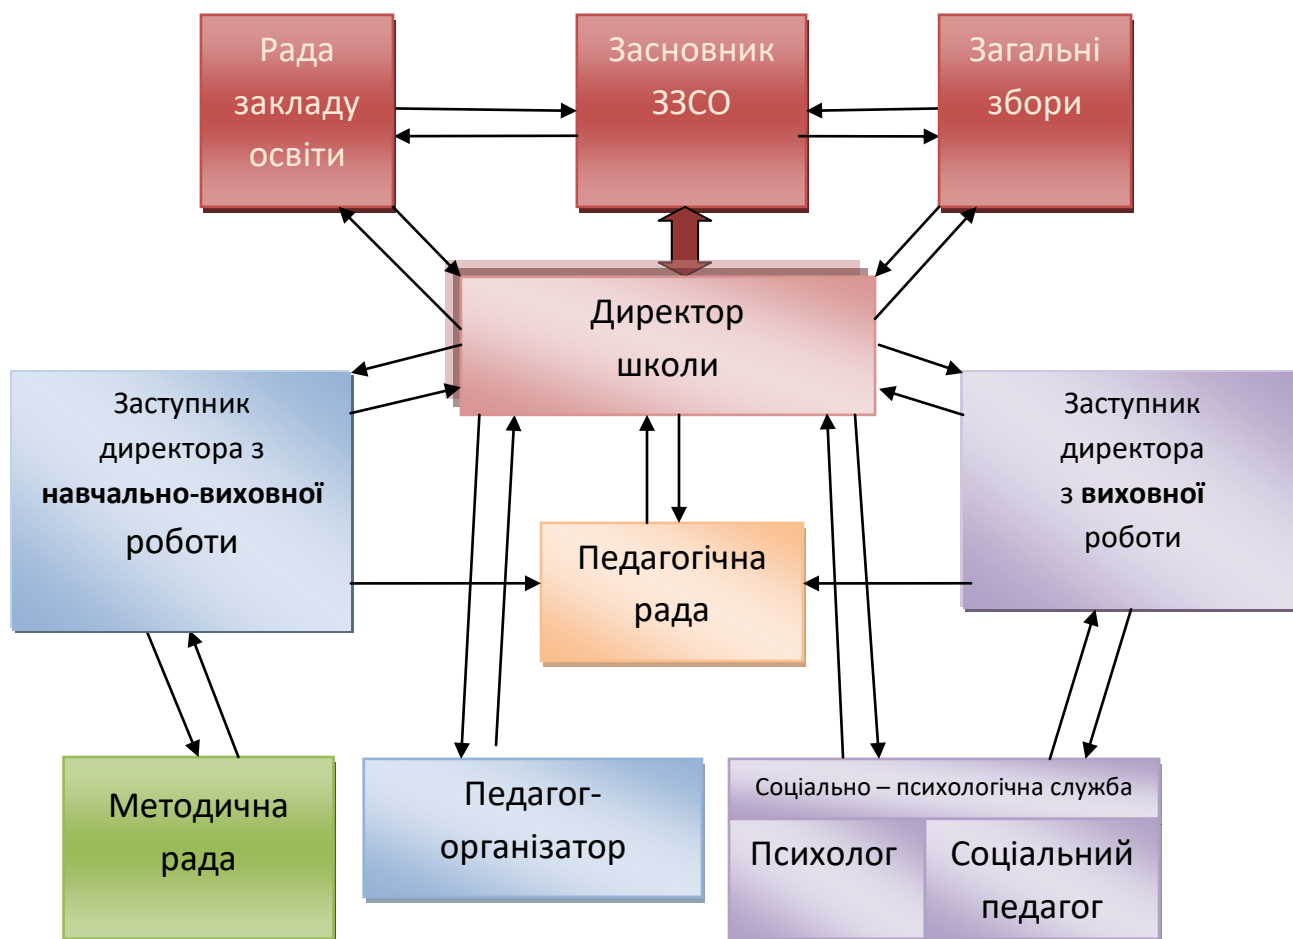 Рада
закладу
освіти
Засновник
ЗЗСО
Загальні
збори
Директор
школи
Заступник
директора з
навчально-виховної
роботи
Заступник
директора
з виховної
роботи
Педагогічна
рада
Методична
рада
Педагог-
організатор
Соціально – психологічна служба
Психолог
Соціальний
педагог